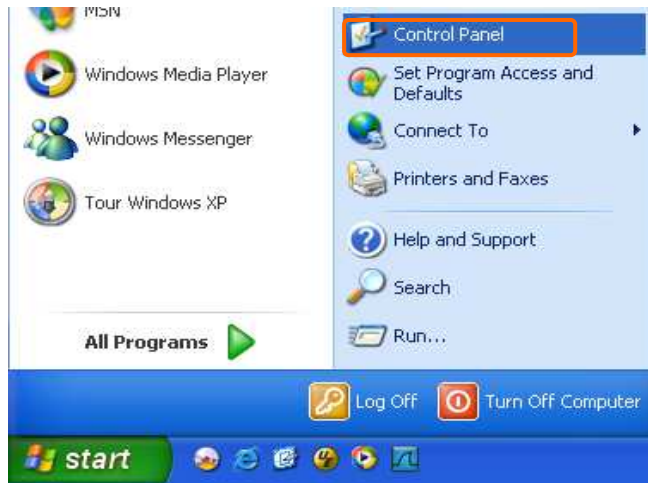 MSN
Windows Media Player
Windows Messenger
Tour Windows XP
All Programs
Control Panel
Set Program Access and
Defaults
Connect To
Printers and Faxes
Help and Support
Search
Run...
Log Off
Turn Off Computer
start